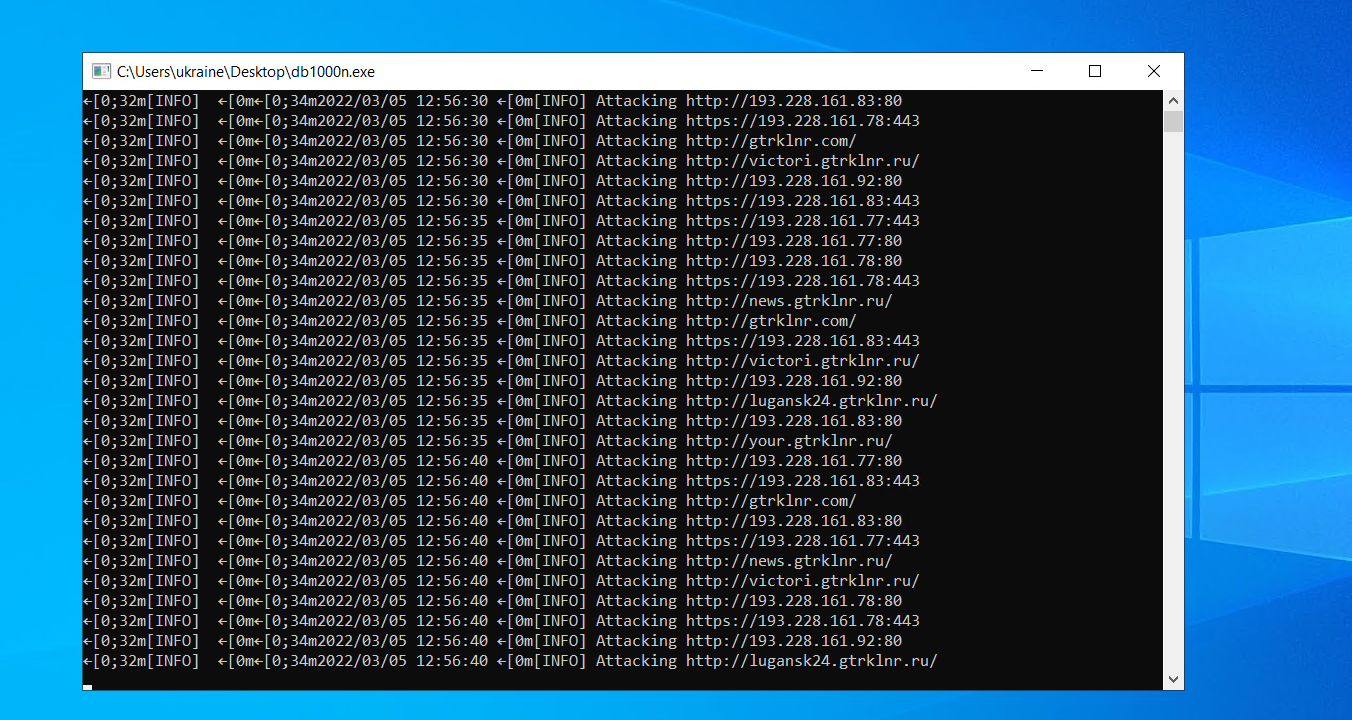 C:\Users\ukraine\Desktop\db1000n.exe
←[0;32m[INFO]  ←[0m←[0;34m2022/03/05 12:56:30 ←[0m[INFO] Attacking http://193.228.161.83:80
←[0;32m[INFO]  ←[0m←[0;34m2022/03/05 12:56:30 ←[0m[INFO] Attacking https://193.228.161.78:443
←[0;32m[INFO]  ←[0m←[0;34m2022/03/05 12:56:30 ←[0m[INFO] Attacking http://gtrklnr.com/
←[0;32m[INFO]  ←[0m←[0;34m2022/03/05 12:56:30 ←[0m[INFO] Attacking http://victori.gtrklnr.ru/
←[0;32m[INFO]  ←[0m←[0;34m2022/03/05 12:56:30 ←[0m[INFO] Attacking http://193.228.161.92:80
←[0;32m[INFO]  ←[0m←[0;34m2022/03/05 12:56:30 ←[0m[INFO] Attacking https://193.228.161.83:443
←[0;32m[INFO]  ←[0m←[0;34m2022/03/05 12:56:35 ←[0m[INFO] Attacking https://193.228.161.77:443
←[0;32m[INFO]  ←[0m←[0;34m2022/03/05 12:56:35 ←[0m[INFO] Attacking http://193.228.161.77:80
←[0;32m[INFO]  ←[0m←[0;34m2022/03/05 12:56:35 ←[0m[INFO] Attacking http://193.228.161.78:80
←[0;32m[INFO]  ←[0m←[0;34m2022/03/05 12:56:35 ←[0m[INFO] Attacking https://193.228.161.78:443
←[0;32m[INFO]  ←[0m←[0;34m2022/03/05 12:56:35 ←[0m[INFO] Attacking http://news.gtrklnr.ru/
←[0;32m[INFO]  ←[0m←[0;34m2022/03/05 12:56:35 ←[0m[INFO] Attacking http://gtrklnr.com/
←[0;32m[INFO]  ←[0m←[0;34m2022/03/05 12:56:35 ←[0m[INFO] Attacking https://193.228.161.83:443
←[0;32m[INFO]  ←[0m←[0;34m2022/03/05 12:56:35 ←[0m[INFO] Attacking http://victori.gtrklnr.ru/
←[0;32m[INFO]  ←[0m←[0;34m2022/03/05 12:56:35 ←[0m[INFO] Attacking http://193.228.161.92:80
←[0;32m[INFO]  ←[0m←[0;34m2022/03/05 12:56:35 ←[0m[INFO] Attacking http://lugansk24.gtrklnr.ru/
←[0;32m[INFO]  ←[0m←[0;34m2022/03/05 12:56:35 ←[0m[INFO] Attacking http://193.228.161.83:80
←[0;32m[INFO]  ←[0m←[0;34m2022/03/05 12:56:35 ←[0m[INFO] Attacking http://your.gtrklnr.ru/
←[0;32m[INFO]  ←[0m←[0;34m2022/03/05 12:56:40 ←[0m[INFO] Attacking http://193.228.161.77:80
←[0;32m[INFO]  ←[0m←[0;34m2022/03/05 12:56:40 ←[0m[INFO] Attacking https://193.228.161.83:443
←[0;32m[INFO]  ←[0m←[0;34m2022/03/05 12:56:40 ←[0m[INFO] Attacking http://gtrklnr.com/
←[0;32m[INFO]  ←[0m←[0;34m2022/03/05 12:56:40 ←[0m[INFO] Attacking http://193.228.161.83:80
←[0;32m[INFO]  ←[0m←[0;34m2022/03/05 12:56:40 ←[0m[INFO] Attacking https://193.228.161.77:443
←[0;32m[INFO]  ←[0m←[0;34m2022/03/05 12:56:40 ←[0m[INFO] Attacking http://news.gtrklnr.ru/
←[0;32m[INFO]  ←[0m←[0;34m2022/03/05 12:56:40 ←[0m[INFO] Attacking http://victori.gtrklnr.ru/
←[0;32m[INFO]  ←[0m←[0;34m2022/03/05 12:56:40 ←[0m[INFO] Attacking http://193.228.161.78:80
←[0;32m[INFO]  ←[0m←[0;34m2022/03/05 12:56:40 ←[0m[INFO] Attacking https://193.228.161.78:443
←[0;32m[INFO]  ←[0m←[0;34m2022/03/05 12:56:40 ←[0m[INFO] Attacking http://193.228.161.92:80
←[0;32m[INFO]  ←[0m←[0;34m2022/03/05 12:56:40 ←[0m[INFO] Attacking http://lugansk24.gtrklnr.ru/